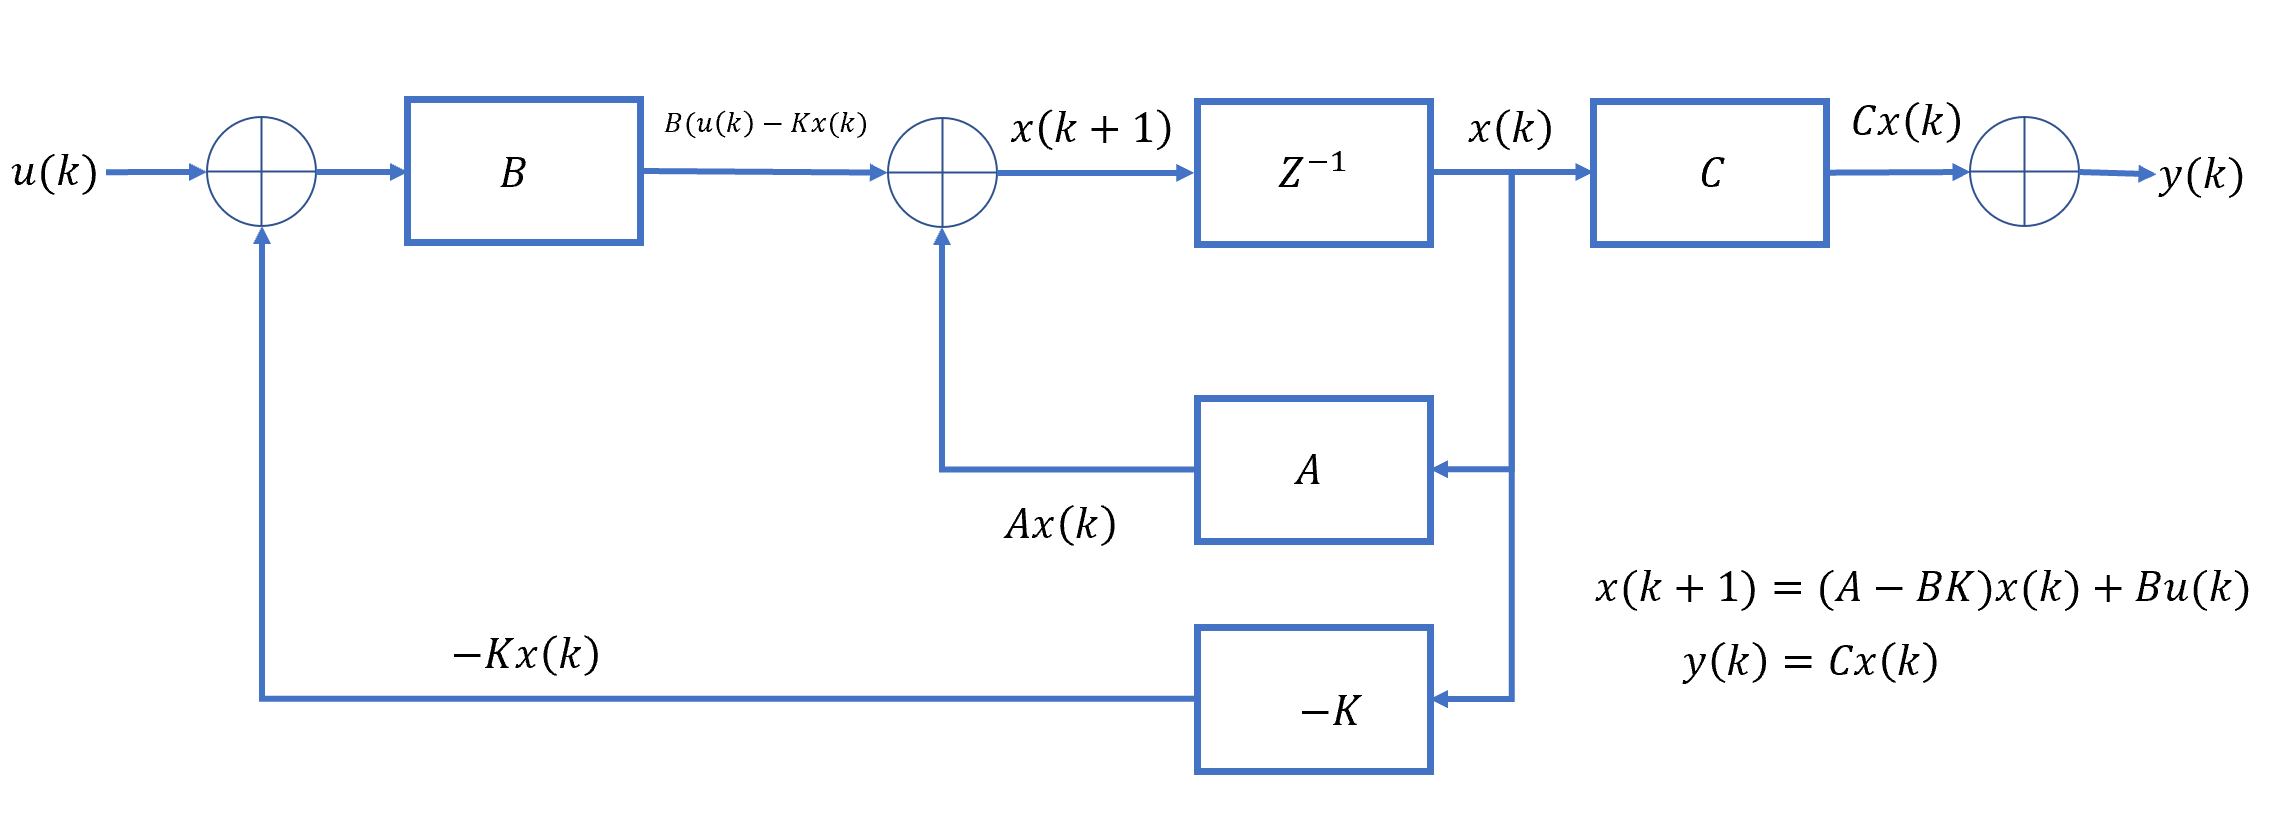 u(k)
B
B(u(k) − Kx(k)
x(k + 1)
Z⁻¹
x(k)
C
Cx(k)
y(k)
A
Ax(k)
x(k + 1) = (A − BK)x(k) + Bu(k)
−Kx(k)
y(k) = Cx(k)
−K